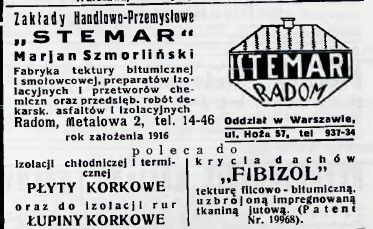 Zakłady Handlowo-Przemysłowe
„STEMAR"
Marjan Szmorliński
Fabryka tektury bitumicznej
i smołowcowej, preparatów izo-
lacyjnych i przetworów che-
miczn oraz przedsięb. robót de-
karsk. asfaltów i Izolacyjnych
Radom, Metalowa 2, tel. 14-46
rok założenia 1916
STEMAR
RADOM
Oddział w Warszawie,
ul. Hoża 57, tel 937-34
poleca do
izolacji chłodniczej i termi-
cznej
PŁYTY KORKOWE
oraz do izolacji rur
ŁUPINY KORKOWE
krycia dachów
„FIBIZOL"
tekturę filcowo - bitumiczną,
uzbrojoną impregnowaną
tkaniną jutową. (Patent
Nr. 19968).